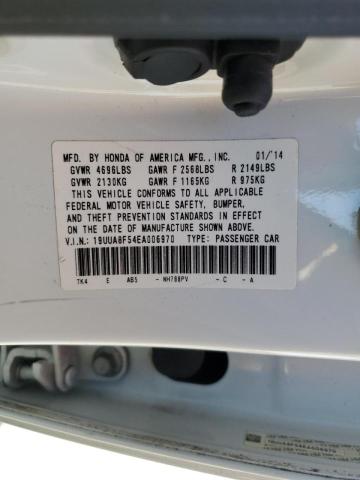 MFD. BY HONDA OF AMERICA MFG., INC. 01/'14
GVWR 4696LBS GAWR F 2568LBS R 2149LBS
GVWR 2130KG GAWR F 1165KG R 975KG
THIS VEHICLE CONFORMS TO ALL APPLICABLE
FEDERAL MOTOR VEHICLE SAFETY, BUMPER,
AND THEFT PREVENTION STANDARDS IN EFFECT
ON THE DATE OF MANUFACTURE SHOWN ABOVE.
V.I.N.: 19UUA8F54EA006970 TYPE: PASSENGER CAR
TK4 E AB5 - NH788PV - C - A